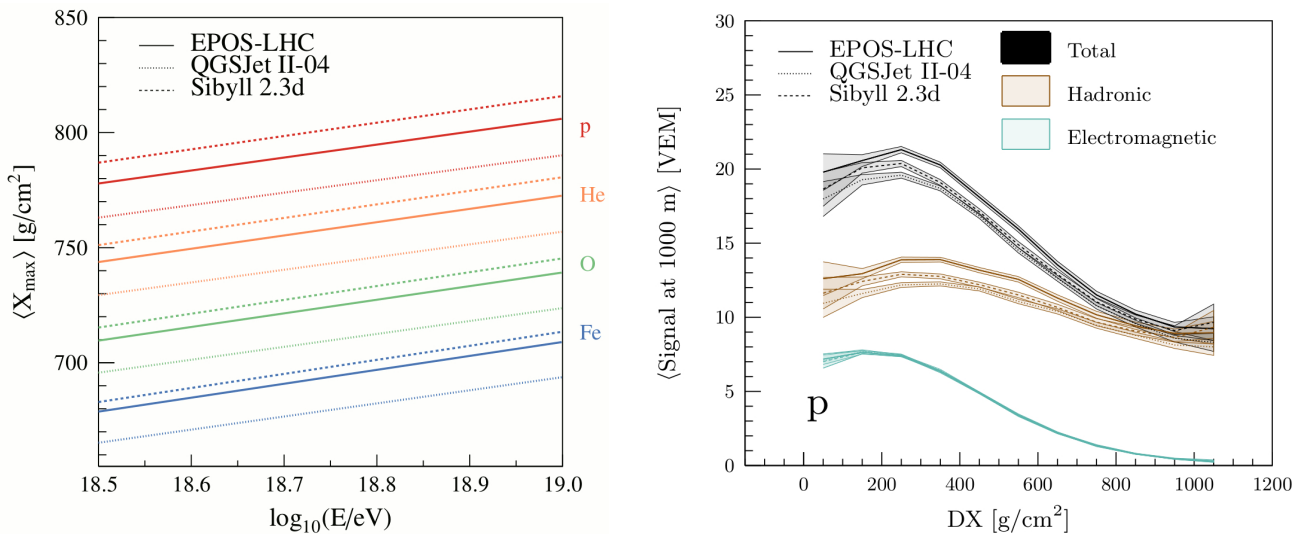 850
800
750
700
⟨X_max⟩ [g/cm²]
EPOS-LHC
QGSJet II-04
Sibyll 2.3d
p
He
O
Fe
18.5 18.6 18.7 18.8 18.9 19.0
log₁₀(E/eV)
30
25
20
15
10
5
0
⟨Signal at 1000 m⟩ [VEM]
EPOS-LHC
QGSJet II-04
Sibyll 2.3d
Total
Hadronic
Electromagnetic
p
0 200 400 600 800 1000 1200
DX [g/cm²]